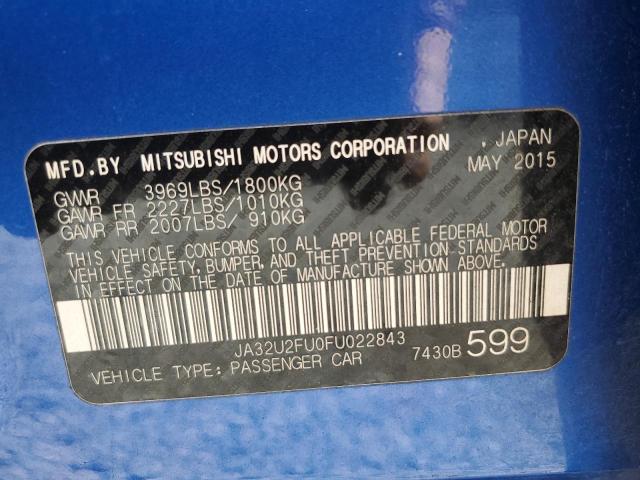 MFD.BY MITSUBISHI MOTORS CORPORATION . JAPAN
MAY 2015
GVWR 3969LBS/1800KG
GAWR FR 2227LBS/1010KG
GAWR RR 2007LBS/ 910KG
THIS VEHICLE CONFORMS TO ALL APPLICABLE FEDERAL MOTOR
VEHICLE SAFETY, BUMPER, AND THEFT PREVENTION STANDARDS
IN EFFECT ON THE DATE OF MANUFACTURE SHOWN ABOVE.
JA32U2FU0FU022843
VEHICLE TYPE: PASSENGER CAR 7430B 599